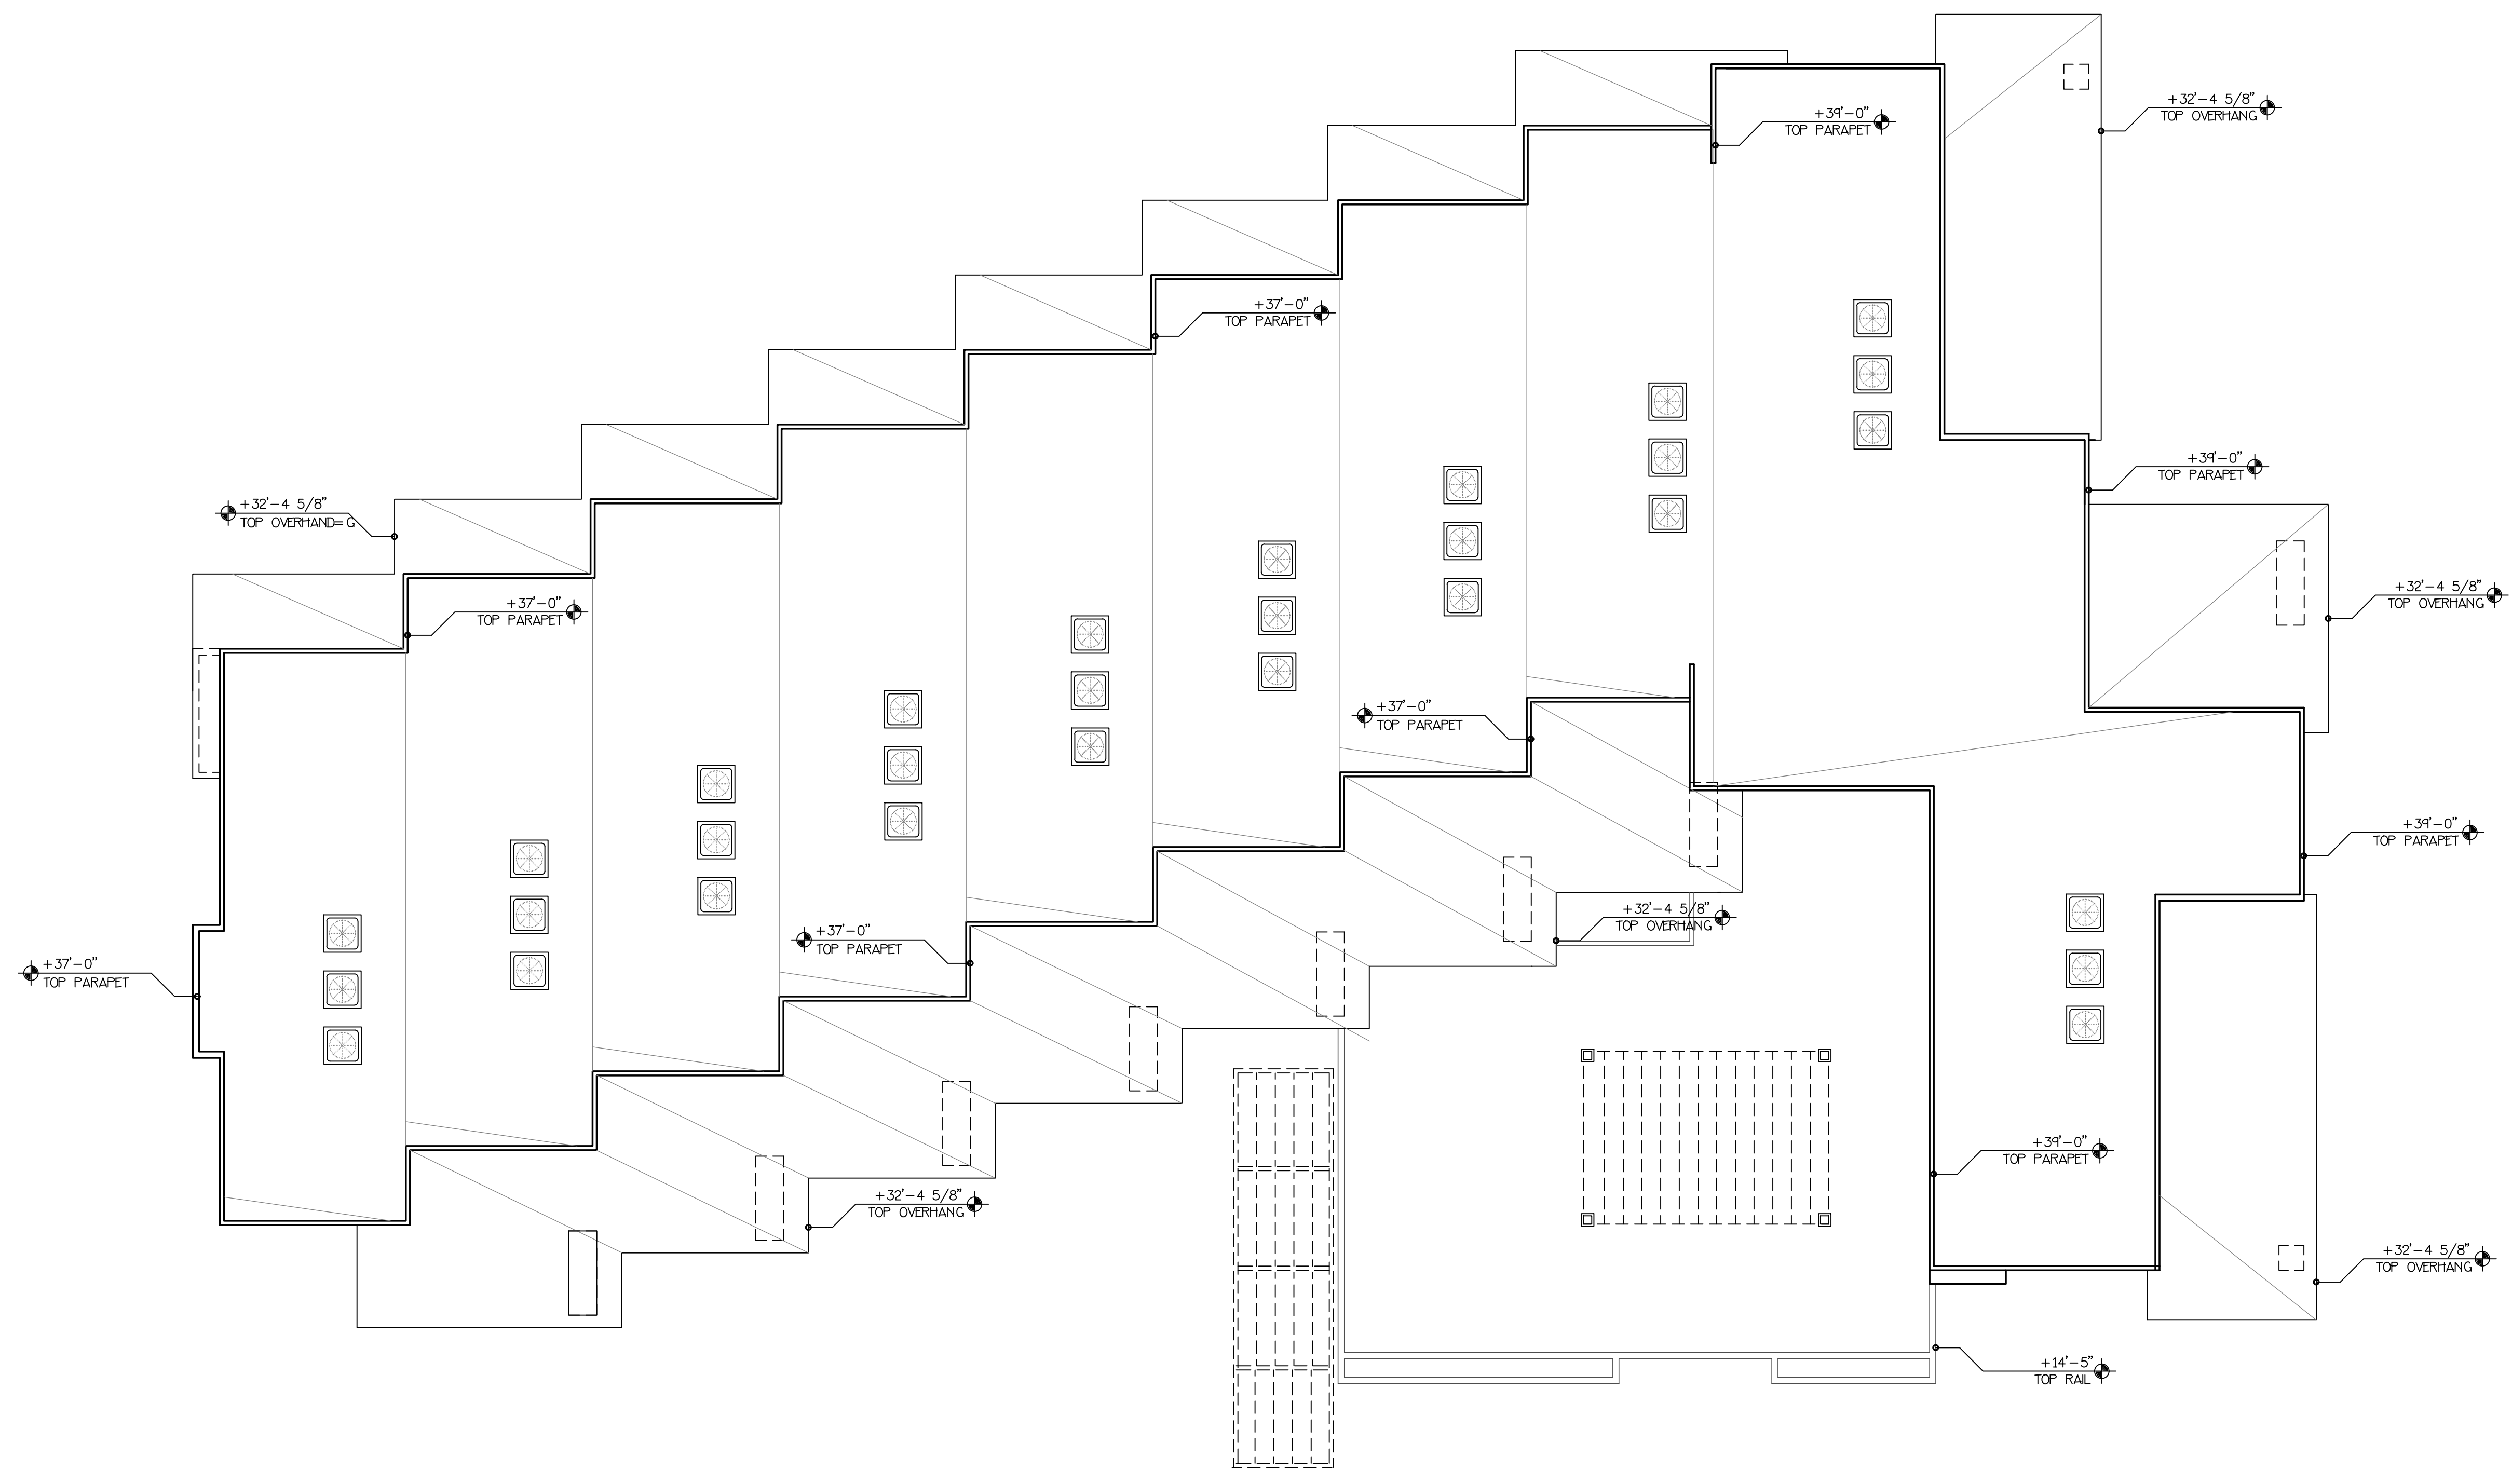 +32'-4 5/8"
TOP OVERHANG
+39'-0"
TOP PARAPET
+37'-0"
TOP PARAPET
+39'-0"
TOP PARAPET
+32'-4 5/8"
TOP OVERHAND=G
+32'-4 5/8"
TOP OVERHANG
+37'-0"
TOP PARAPET
+37'-0"
TOP PARAPET
+39'-0"
TOP PARAPET
+32'-4 5/8"
TOP OVERHANG
+37'-0"
TOP PARAPET
+37'-0"
TOP PARAPET
+39'-0"
TOP PARAPET
+32'-4 5/8"
TOP OVERHANG
+32'-4 5/8"
TOP OVERHANG
+14'-5"
TOP RAIL